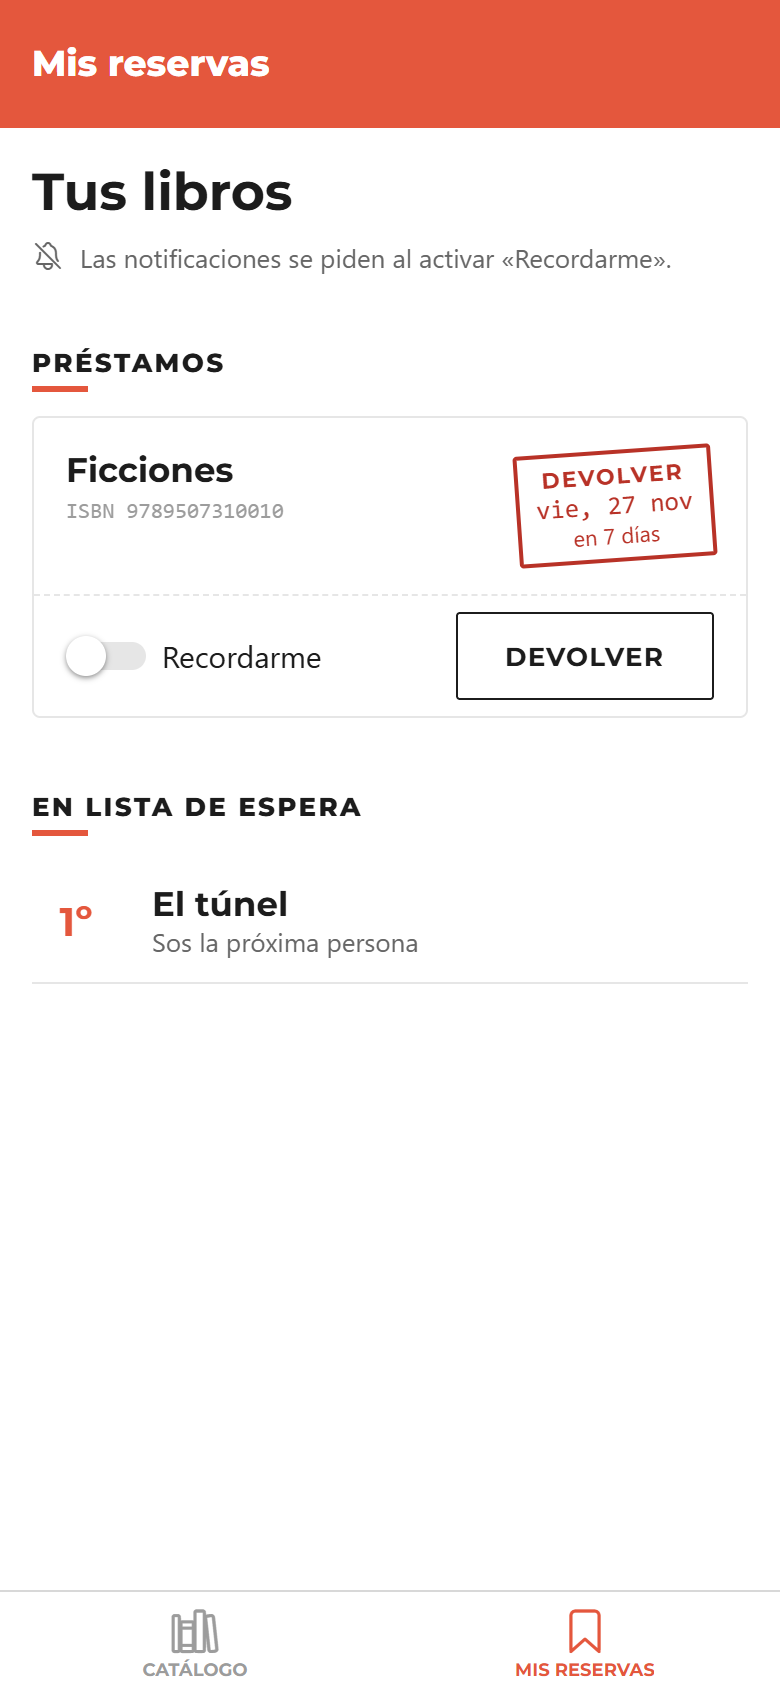 Mis reservas
Tus libros
Las notificaciones se piden al activar «Recordarme».
PRÉSTAMOS
Ficciones
ISBN 9789507310010
DEVOLVER
vie, 27 nov
en 7 días
Recordarme
DEVOLVER
EN LISTA DE ESPERA
1º
El túnel
Sos la próxima persona
CATÁLOGO
MIS RESERVAS